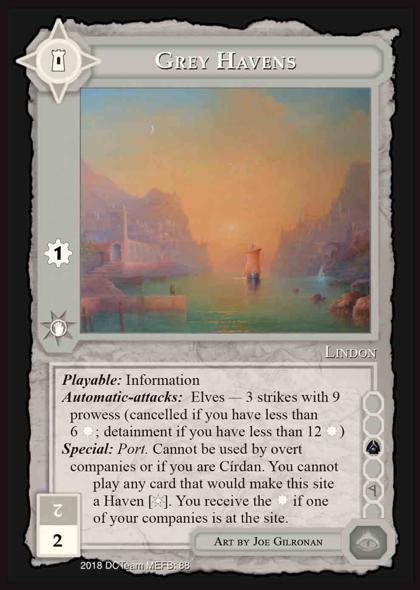 Grey Havens
1
Lindon
Playable: Information
Automatic-attacks: Elves — 3 strikes with 9
prowess (cancelled if you have less than
6 ; detainment if you have less than 12 )
Special: Port. Cannot be used by overt
companies or if you are Círdan. You cannot
play any card that would make this site
a Haven [ ]. You receive the if one
of your companies is at the site.
2
2
Art by Joe Gilronan
2018 DCTeam MEFB: 88